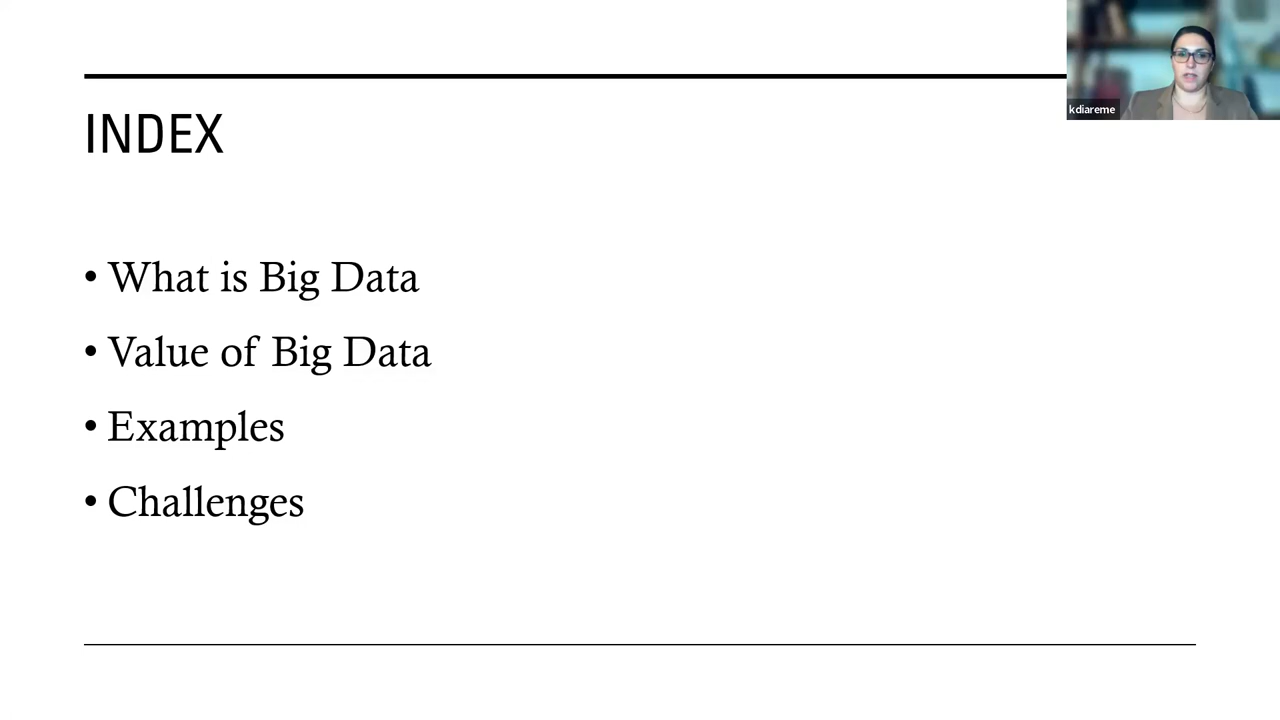 kdiareme
INDEX
• What is Big Data
• Value of Big Data
• Examples
• Challenges